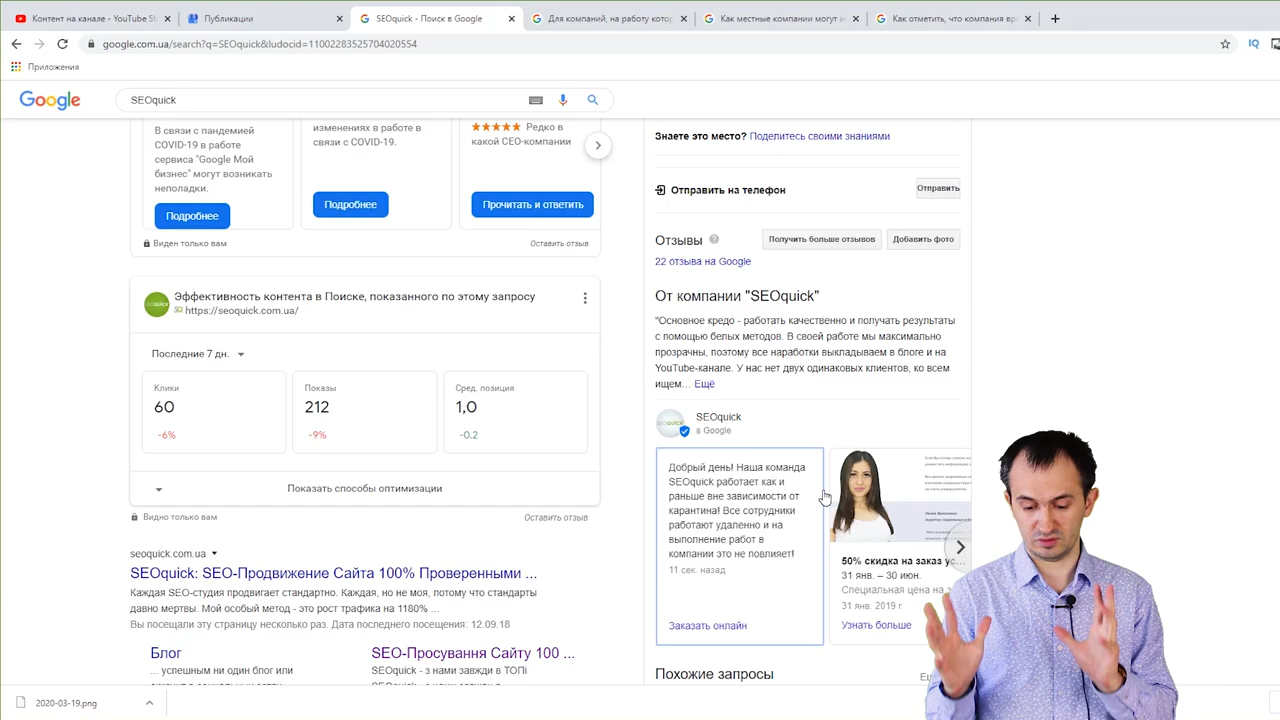 Контент на канале - YouTube St
Публикации
SEOquick - Поиск в Google
Для компаний, на работу кото
Как местные компании могут и
Как отметить, что компания вр
google.com.ua/search?q=SEOquick&ludocid=11002283525704020554
Приложения
Google
SEOquick
В связи с пандемией
COVID-19 в работе
сервиса "Google Мой
бизнес" могут возникать
неполадки.
Подробнее
изменениях в работе в
связи с COVID-19.
Подробнее
Редко в
какой СЕО-компании
Прочитати и ответить
Виден только вам
Оставить отзыв
Эффективность контента в Поиске, показанного по этому запросу
https://seoquick.com.ua/
Последние 7 дн.
Клики
60
-6%
Показы
212
-9%
Сред. позиция
1,0
-0.2
Показать способы оптимизации
Видно только вам
Оставить отзыв
seoquick.com.ua
SEOquick: SEO-Продвижение Сайта 100% Проверенными ...
Каждая SEO-студия продвигает стандартно. Каждая, но не моя, потому что стандарты
давно мертвы. Мой особый метод - это рост трафика на 1180% ...
Вы посещали эту страницу несколько раз. Дата последнего посещения: 12.09.18
Блог
... успешным ни один блог или
SEO-Просування Сайту 100 ...
SEOquick - з нами завжди в ТОПі
Знаете это место? Поделитесь своими знаниями
Отправить на телефон
Отправить
Отзывы
Получить больше отзывов
Добавить фото
22 отзыва на Google
От компании "SEOquick"
"Основное кредо - работать качественно и получать результаты
с помощью белых методов. В своей работе мы максимально
прозрачны, поэтому все наработки выкладываем в блоге и на
YouTube-канале. У нас нет двух одинаковых клиентов, ко всем
ищем... Ещё
SEOquick
в Google
Добрый день! Наша команда
SEOquick работает как и
раньше вне зависимости от
карантина! Все сотрудники
работают удаленно и на
выполнение работ в
компании это не повлияет!
11 сек. назад
Заказать онлайн
50% скидка на заказ ус...
31 янв. – 30 июн.
Специальная цена на
31 янв. 2019 г.
Узнать больше
Похожие запросы
2020-03-19.png